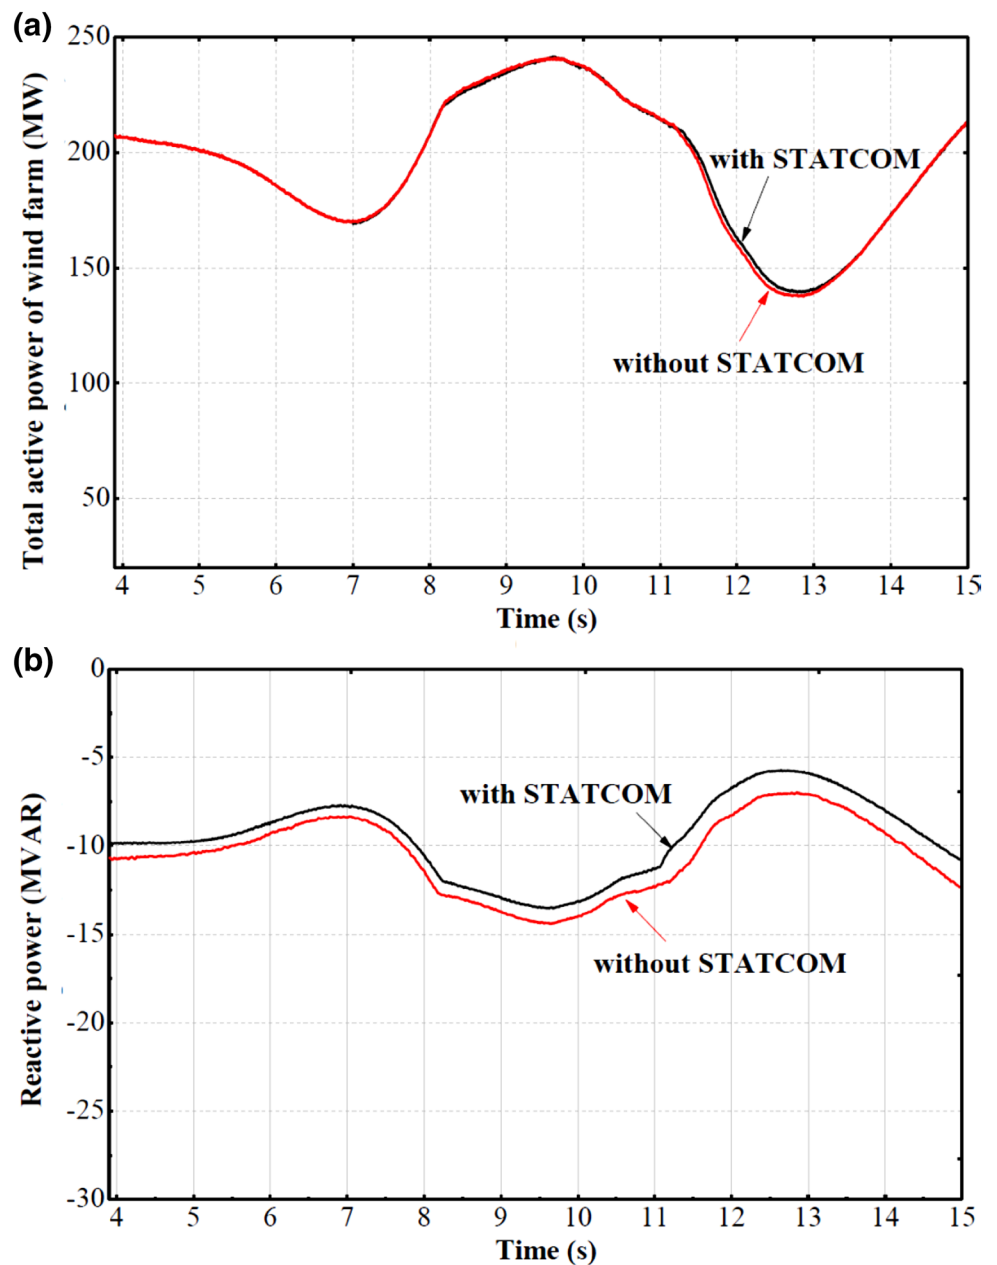 (a)
Total active power of wind farm (MW)
250
200
150
100
50
with STATCOM
without STATCOM
4 5 6 7 8 9 10 11 12 13 14 15
Time (s)
(b)
Reactive power (MVAR)
0
-5
-10
-15
-20
-25
-30
with STATCOM
without STATCOM
4 5 6 7 8 9 10 11 12 13 14 15
Time (s)